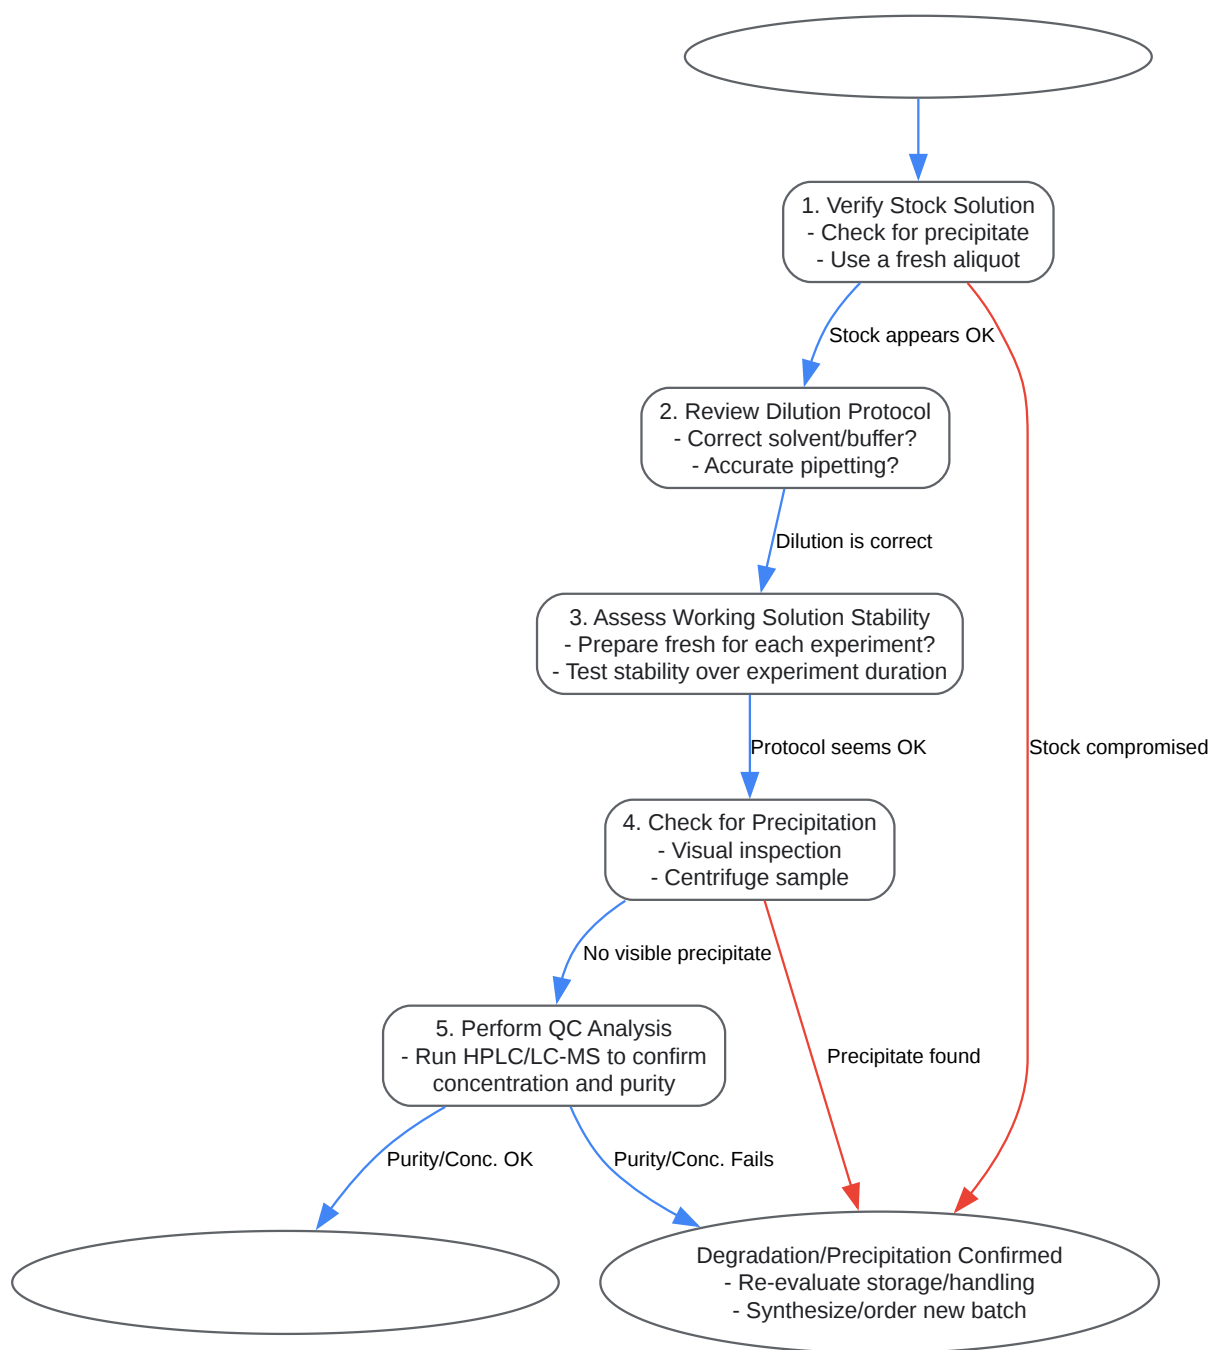 1. Verify Stock Solution
- Check for precipitate
- Use a fresh aliquot
Stock appears OK
2. Review Dilution Protocol
- Correct solvent/buffer?
- Accurate pipetting?
Dilution is correct
3. Assess Working Solution Stability
- Prepare fresh for each experiment?
- Test stability over experiment duration
Protocol seems OK
Stock compromised
4. Check for Precipitation
- Visual inspection
- Centrifuge sample
No visible precipitate
5. Perform QC Analysis
- Run HPLC/LC-MS to confirm
concentration and purity
Precipitate found
Purity/Conc. OK
Purity/Conc. Fails
Degradation/Precipitation Confirmed
- Re-evaluate storage/handling
- Synthesize/order new batch